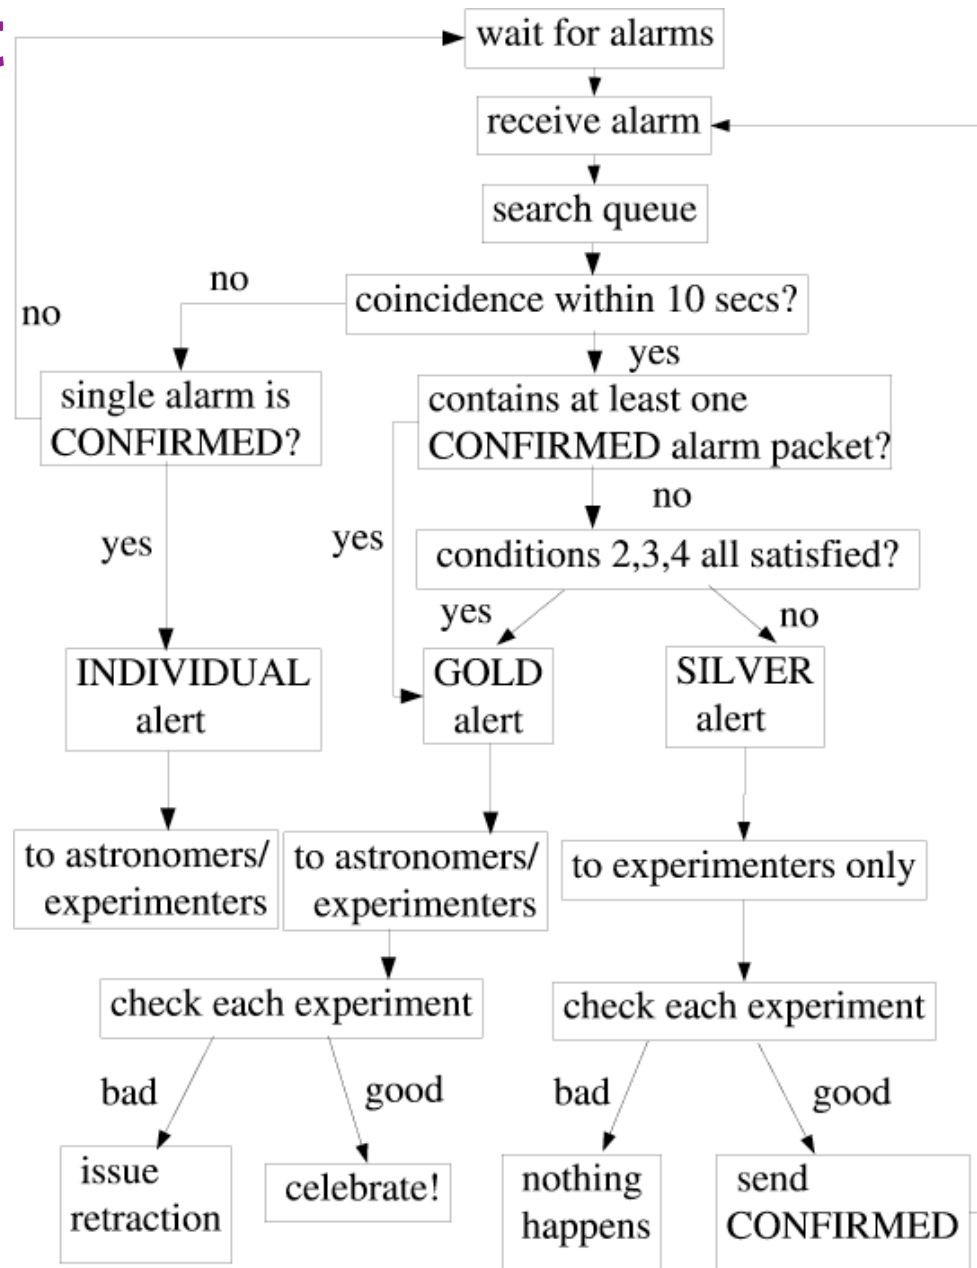 wait for alarms
receive alarm
search queue
coincidence within 10 secs?
no
no
yes
single alarm is
CONFIRMED?
contains at least one
CONFIRMED alarm packet?
no
yes
yes
conditions 2,3,4 all satisfied?
yes
no
INDIVIDUAL
alert
GOLD
alert
SILVER
alert
to astronomers/
experimenters
to astronomers/
experimenters
to experimenters only
check each experiment
check each experiment
bad
good
bad
good
issue
retraction
celebrate!
nothing
happens
send
CONFIRMED